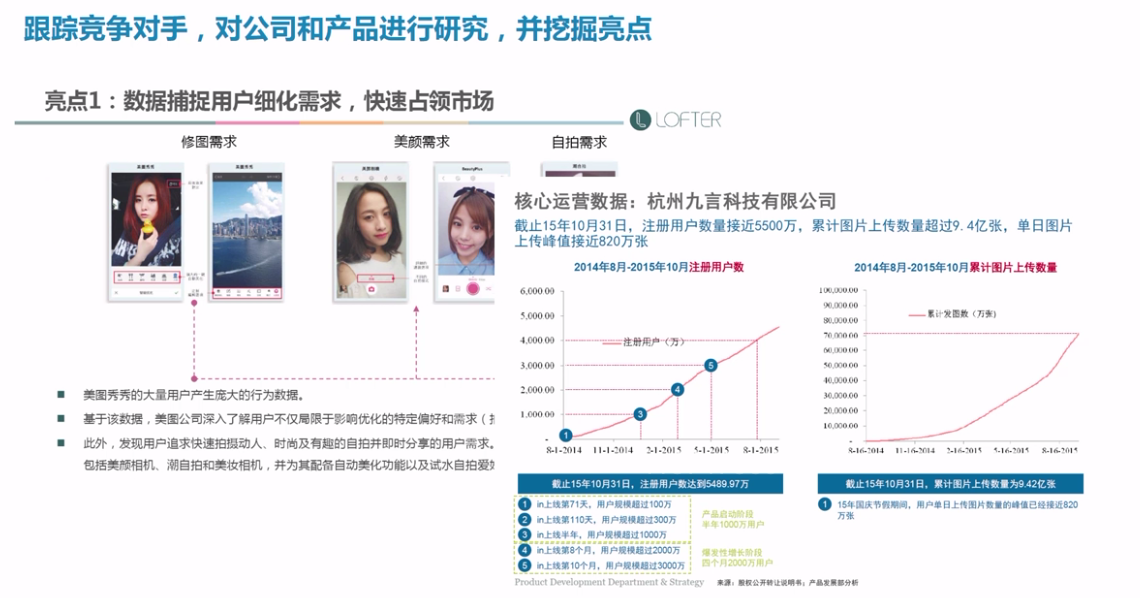 跟踪竞争对手，对公司和产品进行研究，并挖掘亮点
亮点1：数据捕捉用户细化需求，快速占领市场
LOFTER
修图需求
美颜需求
自拍需求
BeautyPlus
美图秀秀的大量用户产生庞大的行为数据。
基于该数据，美图公司深入了解用户不仅局限于影响优化的特定偏好和需求（
此外，发现用户追求快速拍摄动人、时尚及有趣的自拍并即时分享的用户需求。
包括美颜相机、潮自拍和美妆相机，并为其配备自动美化功能以及试水自拍爱
核心运营数据：杭州九言科技有限公司
截止15年10月31日，注册用户数量接近5500万，累计图片上传数量超过9.4亿张，单日图片
上传峰值接近820万张
2014年8月-2015年10月注册用户数
6,000.00
5,000.00
4,000.00
3,000.00
2,000.00
1,000.00
-
注册用户（万）
1
3
4
5
8-1-2014
11-1-2014
2-1-2015
5-1-2015
8-1-2015
截止15年10月31日，注册用户数达到5489.97万
1 in上线第71天，用户规模超过100万
2 in上线第110天，用户规模超过300万
3 in上线半年，用户规模超过1000万
4 in上线第8个月，用户规模超过2000万
5 in上线第10个月，用户规模超过3000万
产品启动阶段
半年1000万用户
爆发性增长阶段
四个月2000万用户
2014年8月-2015年10月累计图片上传数量
100,000.00
90,000.00
80,000.00
70,000.00
60,000.00
50,000.00
40,000.00
30,000.00
20,000.00
10,000.00
-
累计发图数（万张）
8-16-2014
11-16-2014
2-16-2015
5-16-2015
8-16-2015
截止15年10月31日，累计图片上传数量为9.42亿张
1 15年国庆节假期间，用户单日上传图片数量的峰值已经接近820
万张
Product Development Department & Strategy
来源：股权公开转让说明书；产品发展部分析